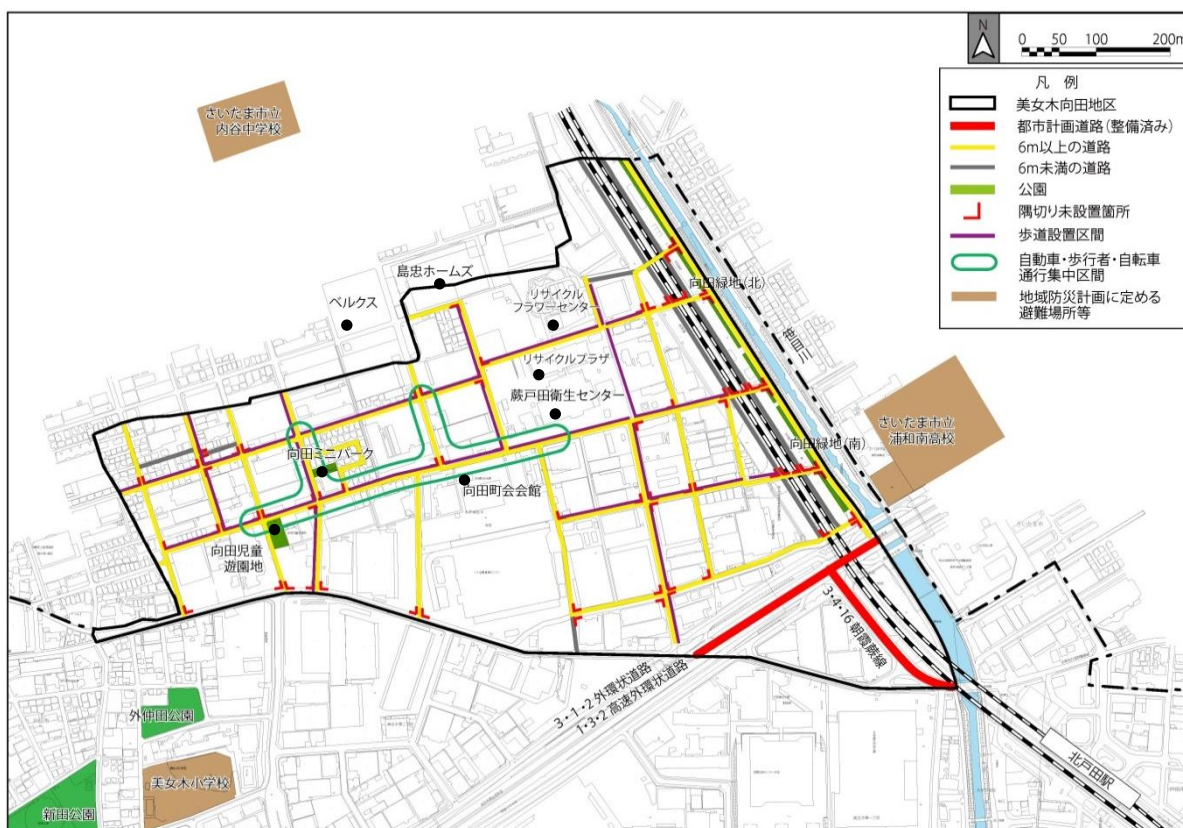 N
0 50 100 200m
凡 例
美女木向田地区
都市計画道路(整備済み)
6m以上の道路
6m未満の道路
公園
隅切り未設置箇所
歩道設置区間
自動車・歩行者・自転車
通行集中区間
地域防災計画に定める
避難場所等
さいたま市立
内谷中学校
島忠ホームズ
ベルクス
リサイクル
フラワーセンター
向田緑地(北)
笹目川
リサイクルプラザ
蕨戸田衛生センター
さいたま市立
浦和南高校
向田緑地(南)
向田ミニパーク
向田町会会館
向田児童
遊園地
3・4・16 朝霞蕨線
3・1・2 外環状道路
1・3・2 高速外環状道路
外仲田公園
美女木小学校
新田公園
北戸田駅